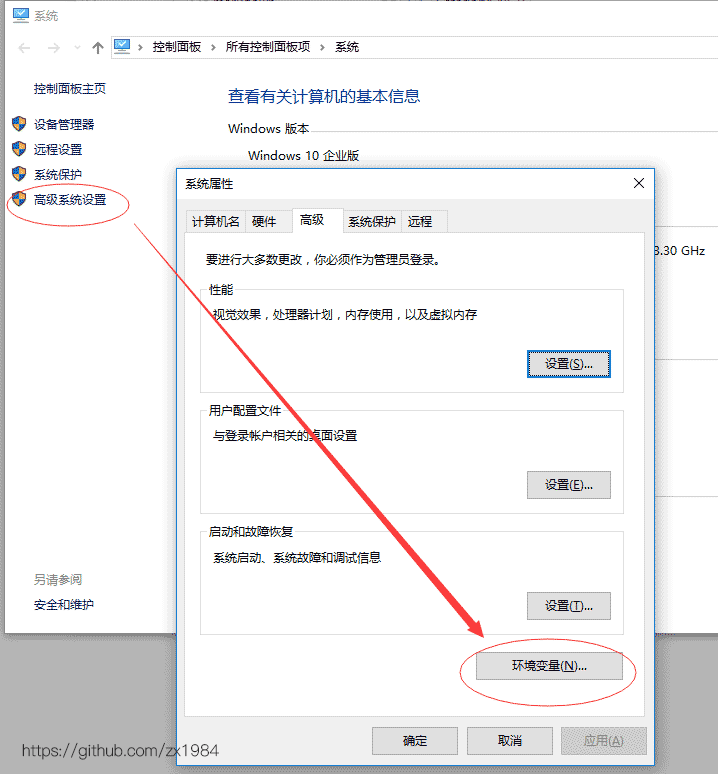 系统
控制面板 › 所有控制面板项 › 系统
控制面板主页
设备管理器
远程设置
系统保护
高级系统设置
查看有关计算机的基本信息
Windows 版本
Windows 10 企业版
3.30 GHz
系统属性
计算机名 硬件 高级 系统保护 远程
要进行大多数更改，你必须作为管理员登录。
性能
视觉效果，处理器计划，内存使用，以及虚拟内存
设置(S)...
用户配置文件
与登录帐户相关的桌面设置
设置(E)...
启动和故障恢复
系统启动、系统故障和调试信息
设置(T)...
环境变量(N)...
确定 取消 应用(A)
另请参阅
安全和维护
https://github.com/zx1984